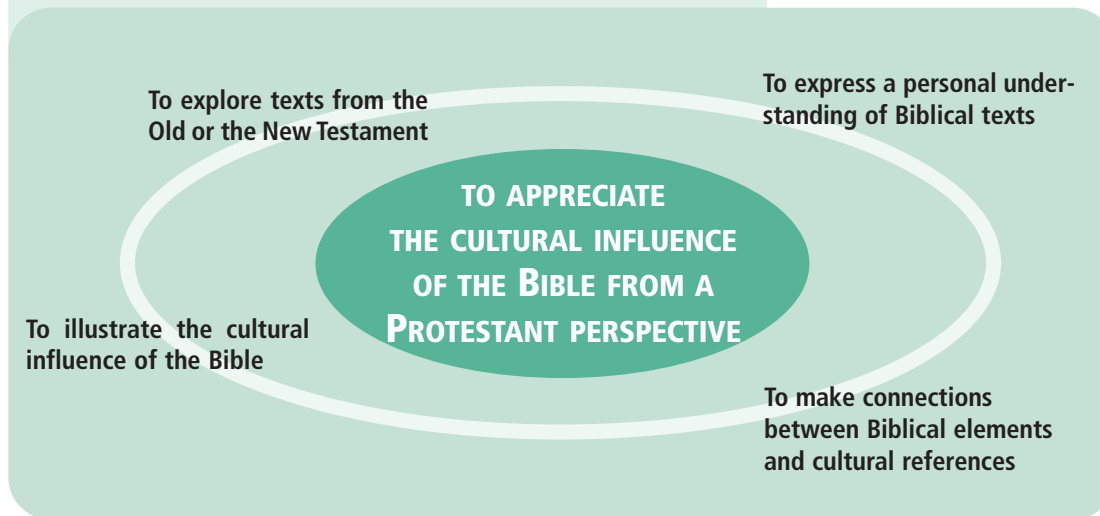 To explore texts from the
Old or the New Testament
To express a personal under-
standing of Biblical texts
TO APPRECIATE
THE CULTURAL INFLUENCE
OF THE BIBLE FROM A
PROTESTANT PERSPECTIVE
To illustrate the cultural
influence of the Bible
To make connections
between Biblical elements
and cultural references